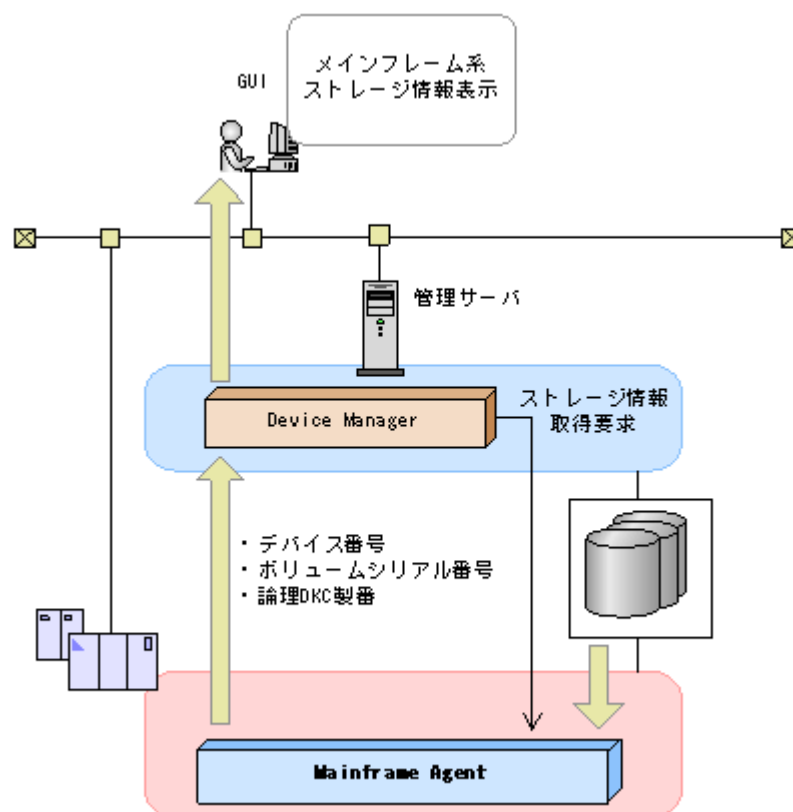 メインフレーム系
ストレージ情報表示
GUI
管理サーバ
Device Manager
ストレージ情報
取得要求
・デバイス番号
・ボリュームシリアル番号
・論理DKC製番
Mainframe Agent